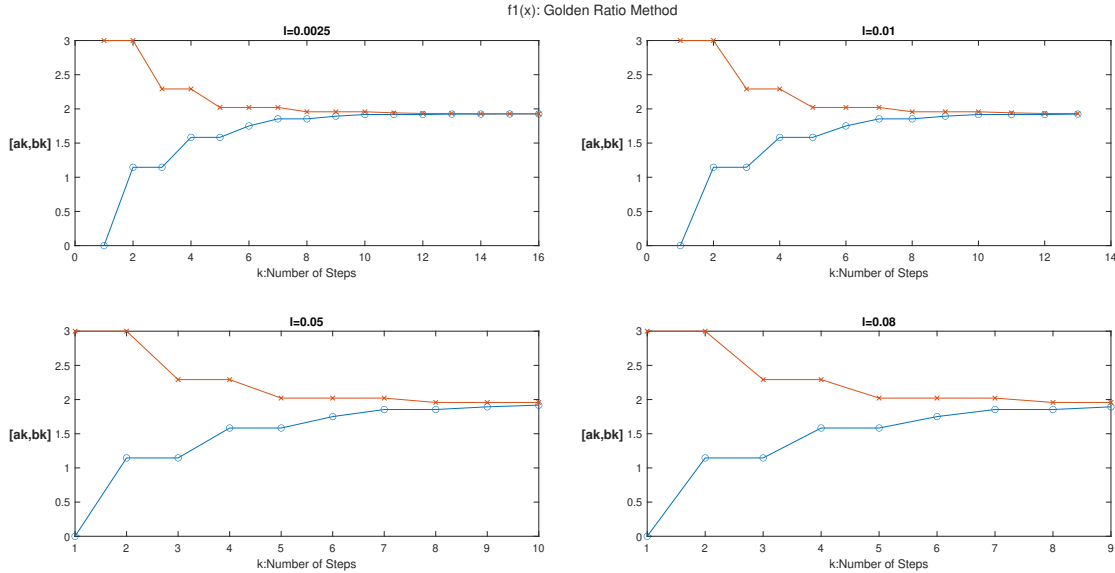 f1(x): Golden Ratio Method
l=0.0025
3
2.5
2
[ak,bk]
1.5
1
0.5
0
0 2 4 6 8 10 12 14 16
k:Number of Steps
l=0.01
3
2.5
2
[ak,bk]
1.5
1
0.5
0
0 2 4 6 8 10 12 14
k:Number of Steps
l=0.05
3
2.5
2
[ak,bk]
1.5
1
0.5
0
1 2 3 4 5 6 7 8 9 10
k:Number of Steps
l=0.08
3
2.5
2
[ak,bk]
1.5
1
0.5
0
1 2 3 4 5 6 7 8 9
k:Number of Steps